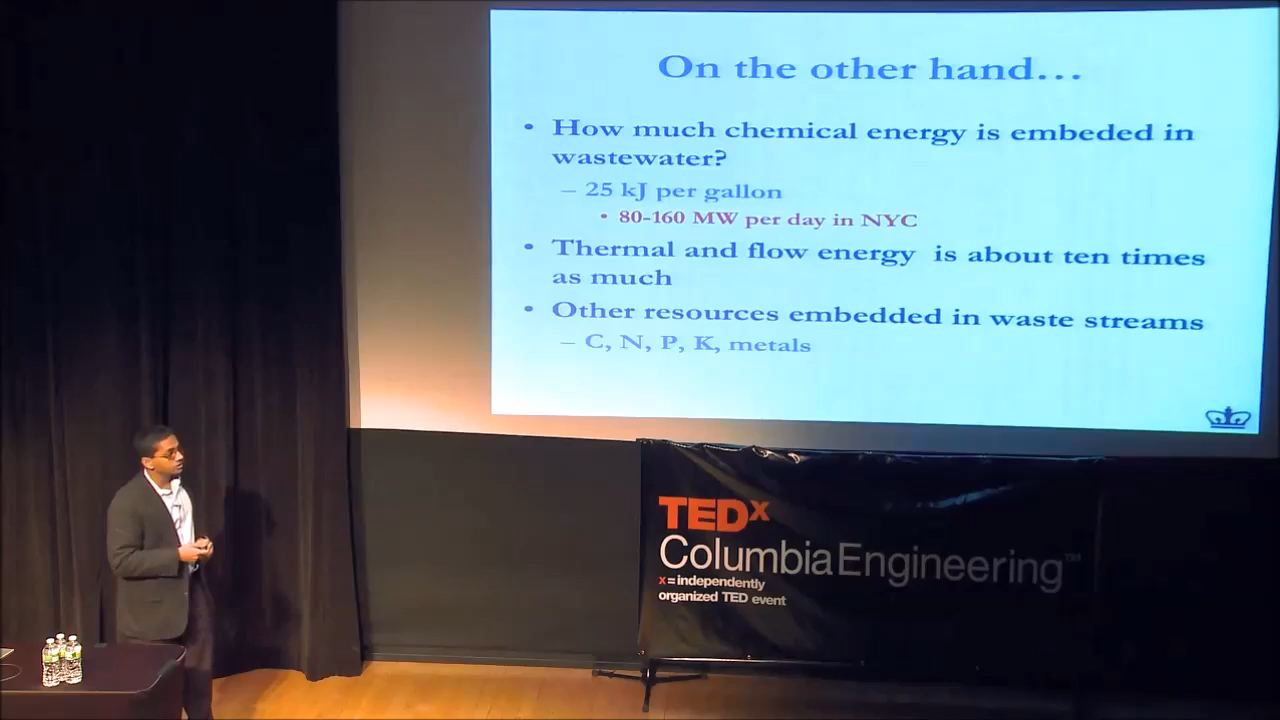 On the other hand…
• How much chemical energy is embeded in
wastewater?
– 25 kJ per gallon
• 80-160 MW per day in NYC
• Thermal and flow energy is about ten times
as much
• Other resources embedded in waste streams
– C, N, P, K, metals
TEDx
ColumbiaEngineering™
x = independently
organized TED event